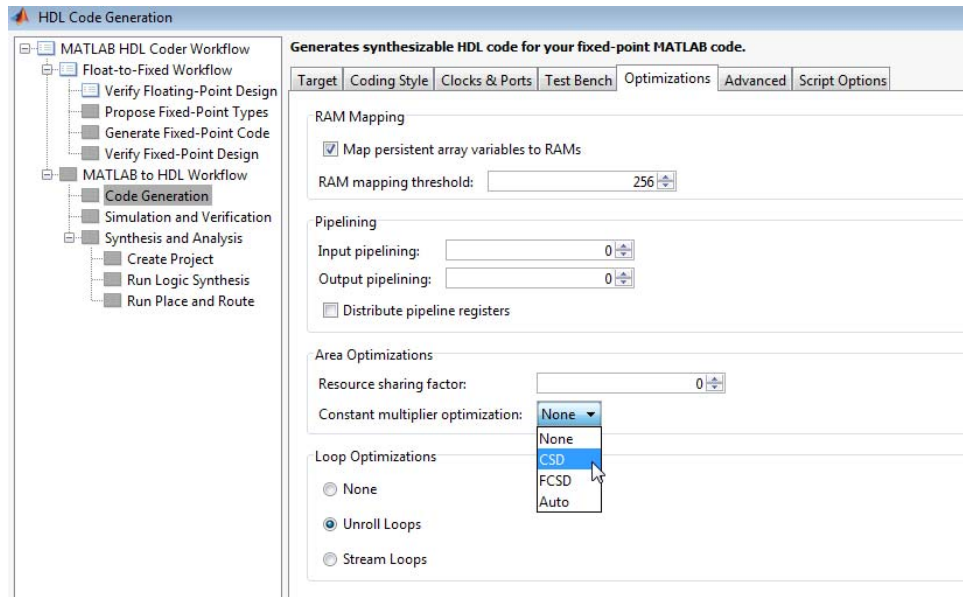 HDL Code Generation
MATLAB HDL Coder Workflow
Float-to-Fixed Workflow
Verify Floating-Point Design
Propose Fixed-Point Types
Generate Fixed-Point Code
Verify Fixed-Point Design
MATLAB to HDL Workflow
Code Generation
Simulation and Verification
Synthesis and Analysis
Create Project
Run Logic Synthesis
Run Place and Route
Generates synthesizable HDL code for your fixed-point MATLAB code.
Target Coding Style Clocks & Ports Test Bench Optimizations Advanced Script Options
RAM Mapping
Map persistent array variables to RAMs
RAM mapping threshold: 256
Pipelining
Input pipelining: 0
Output pipelining: 0
Distribute pipeline registers
Area Optimizations
Resource sharing factor: 0
Constant multiplier optimization: None
None
CSD
FCSD
Auto
Loop Optimizations
None
Unroll Loops
Stream Loops